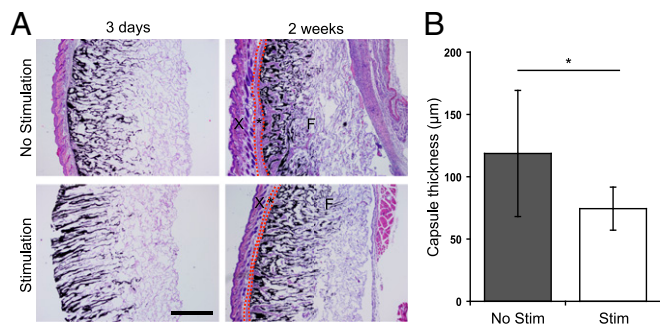 A
3 days
2 weeks
B
No Stimulation
X * F
Stimulation
X * F
Capsule thickness (µm)
200
150
100
50
0
*
No Stim
Stim